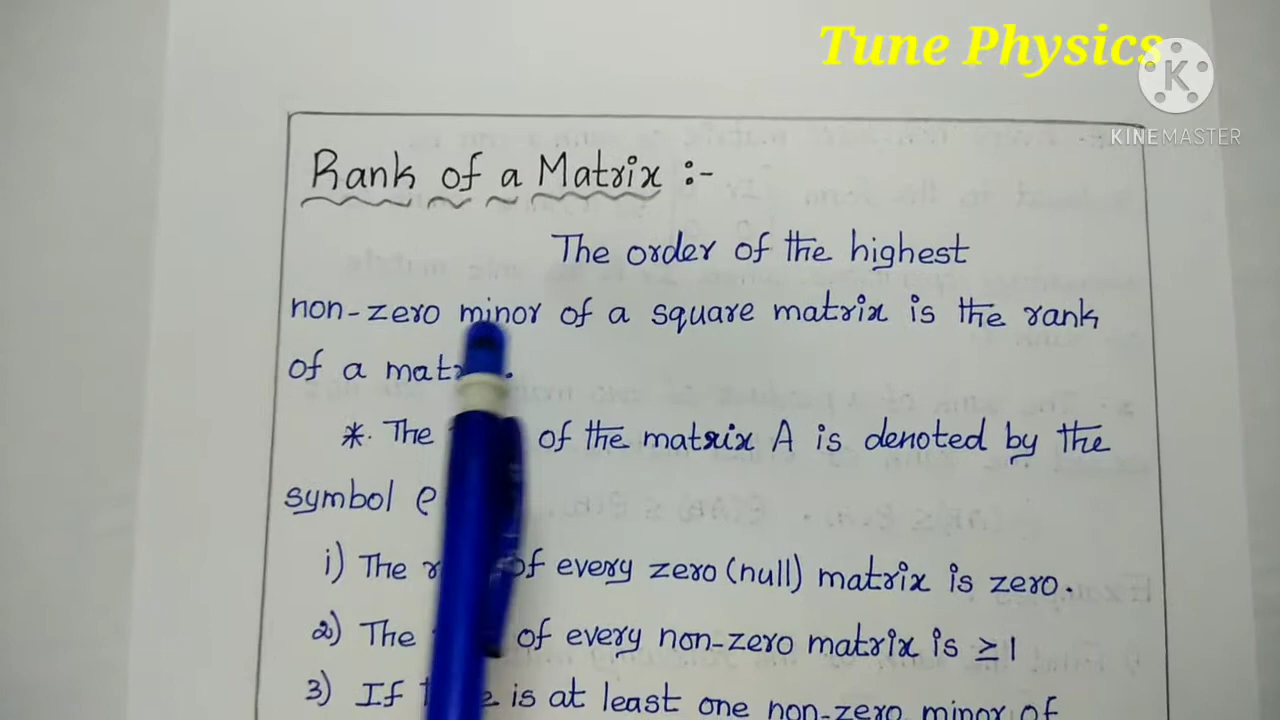 Tune Physics
KINEMASTER
Rank of a Matrix :-
The order of the highest
non-zero minor of a square matrix is the rank
of a
*. The of the matrix A is denoted by the
symbol ρ
i) The of every zero (null) matrix is zero.
2) The of every non-zero matrix is ≥ 1
3) If is at least one non-zero minor of